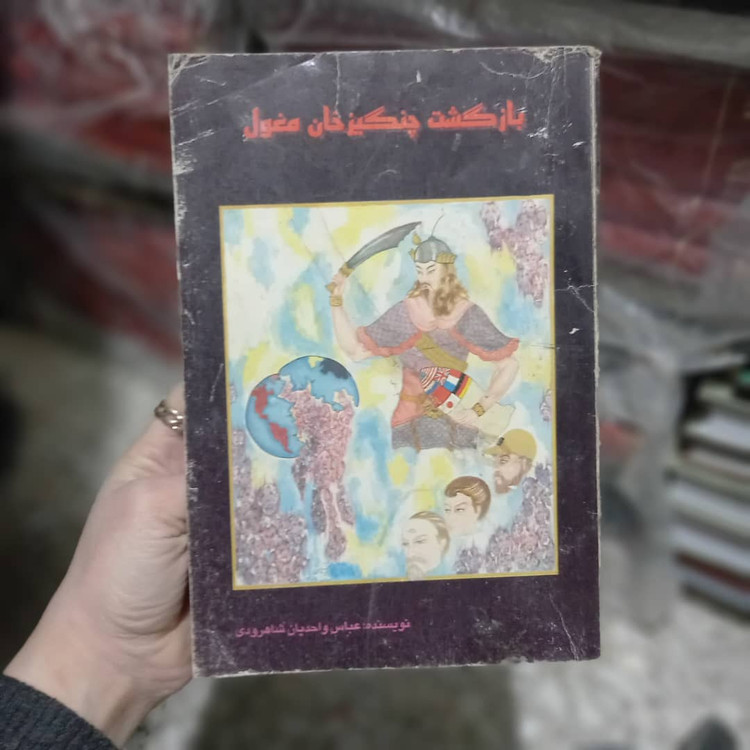 بازگشت چنگیزخان مغول
نویسنده: عباس واحدیان شاهرودی